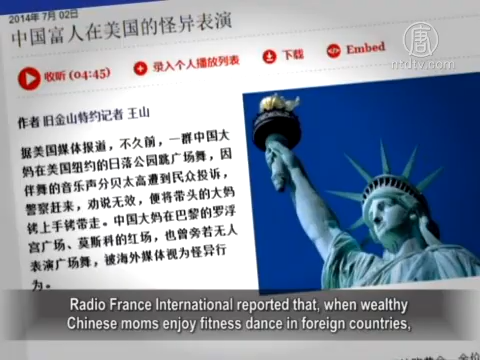 2014年 7月 02日
中国富人在美国的怪异表演
唐
ntdtv.com
收听 (04:45)
录入个人播放列表
下载
Embed
作者 旧金山特约记者 王山
据美国媒体报道，不久前，一群中国大
妈在美国纽约的日落公园跳广场舞，因
伴舞的音乐声分贝太高遭到民众投诉，
警察赶来，劝说无效，便将带头的大妈
铐上手铐带走。中国大妈在巴黎的罗浮
宫广场、莫斯科的红场，也曾旁若无人
表演广场舞，被海外媒体视为怪异行
为。
Radio France International reported that, when wealthy
Chinese moms enjoy fitness dance in foreign countries,